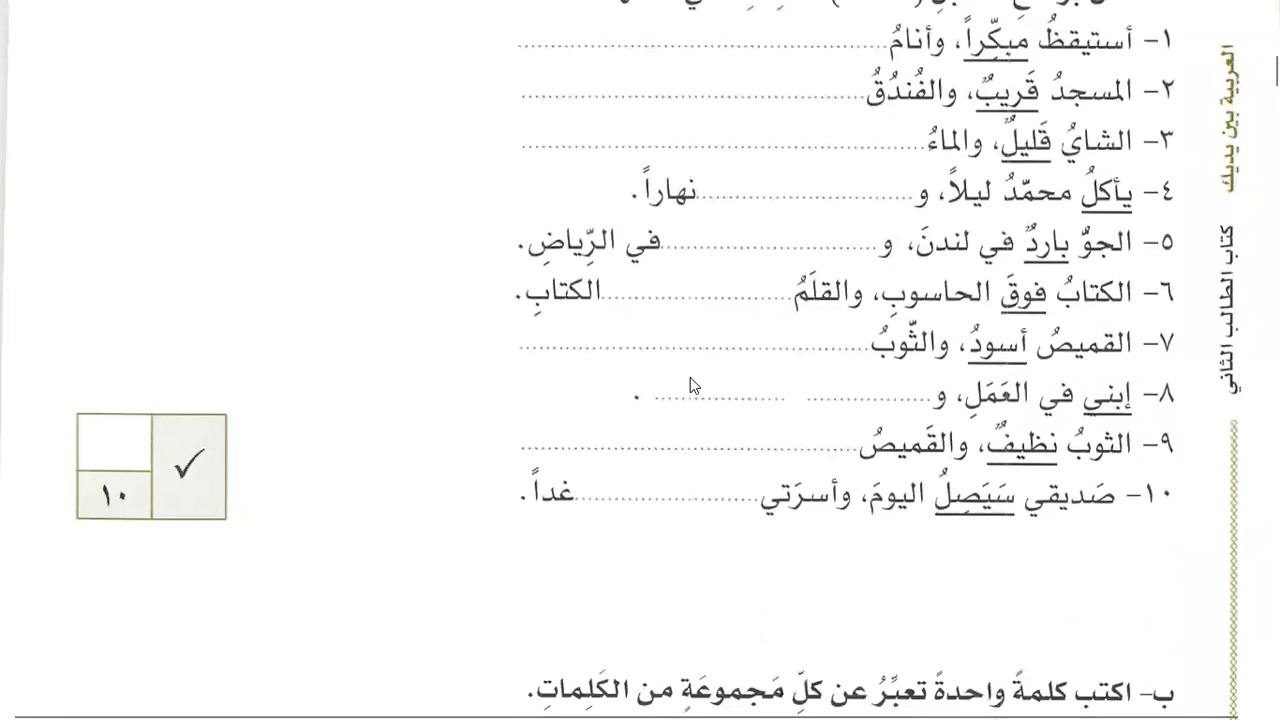 ١- أستيقظُ مبكِّراً، وأنامُ ........................
٢- المسجدُ قَرِيبٌ، والفُندُقُ ........................
٣- الشايُ قَليلٌ، والماءُ ........................
٤- يأكلُ محمّدُ ليلاً، و ........................ نهاراً.
٥- الجوُّ باردٌ في لندنَ، و ........................ في الرِّياضِ.
٦- الكتابُ فوقَ الحاسوبِ، والقلَمُ ........................ الكتابِ.
٧- القميصُ أسودُ، والثّوبُ ........................
٨- إبني في العَمَلِ، و ............ ............ .
٩- الثوبُ نظيفٌ، والقَميصُ ........................
١٠- صَديقي سَيَصِلُ اليومَ، وأسرَتي ........................ غداً.
✓
١٠
ب- اكتب كلمةً واحدةً تعبِّرُ عن كلِّ مَجموعَةٍ من الكَلِماتِ.
العربية بين يديك
كتاب الطالب الثاني